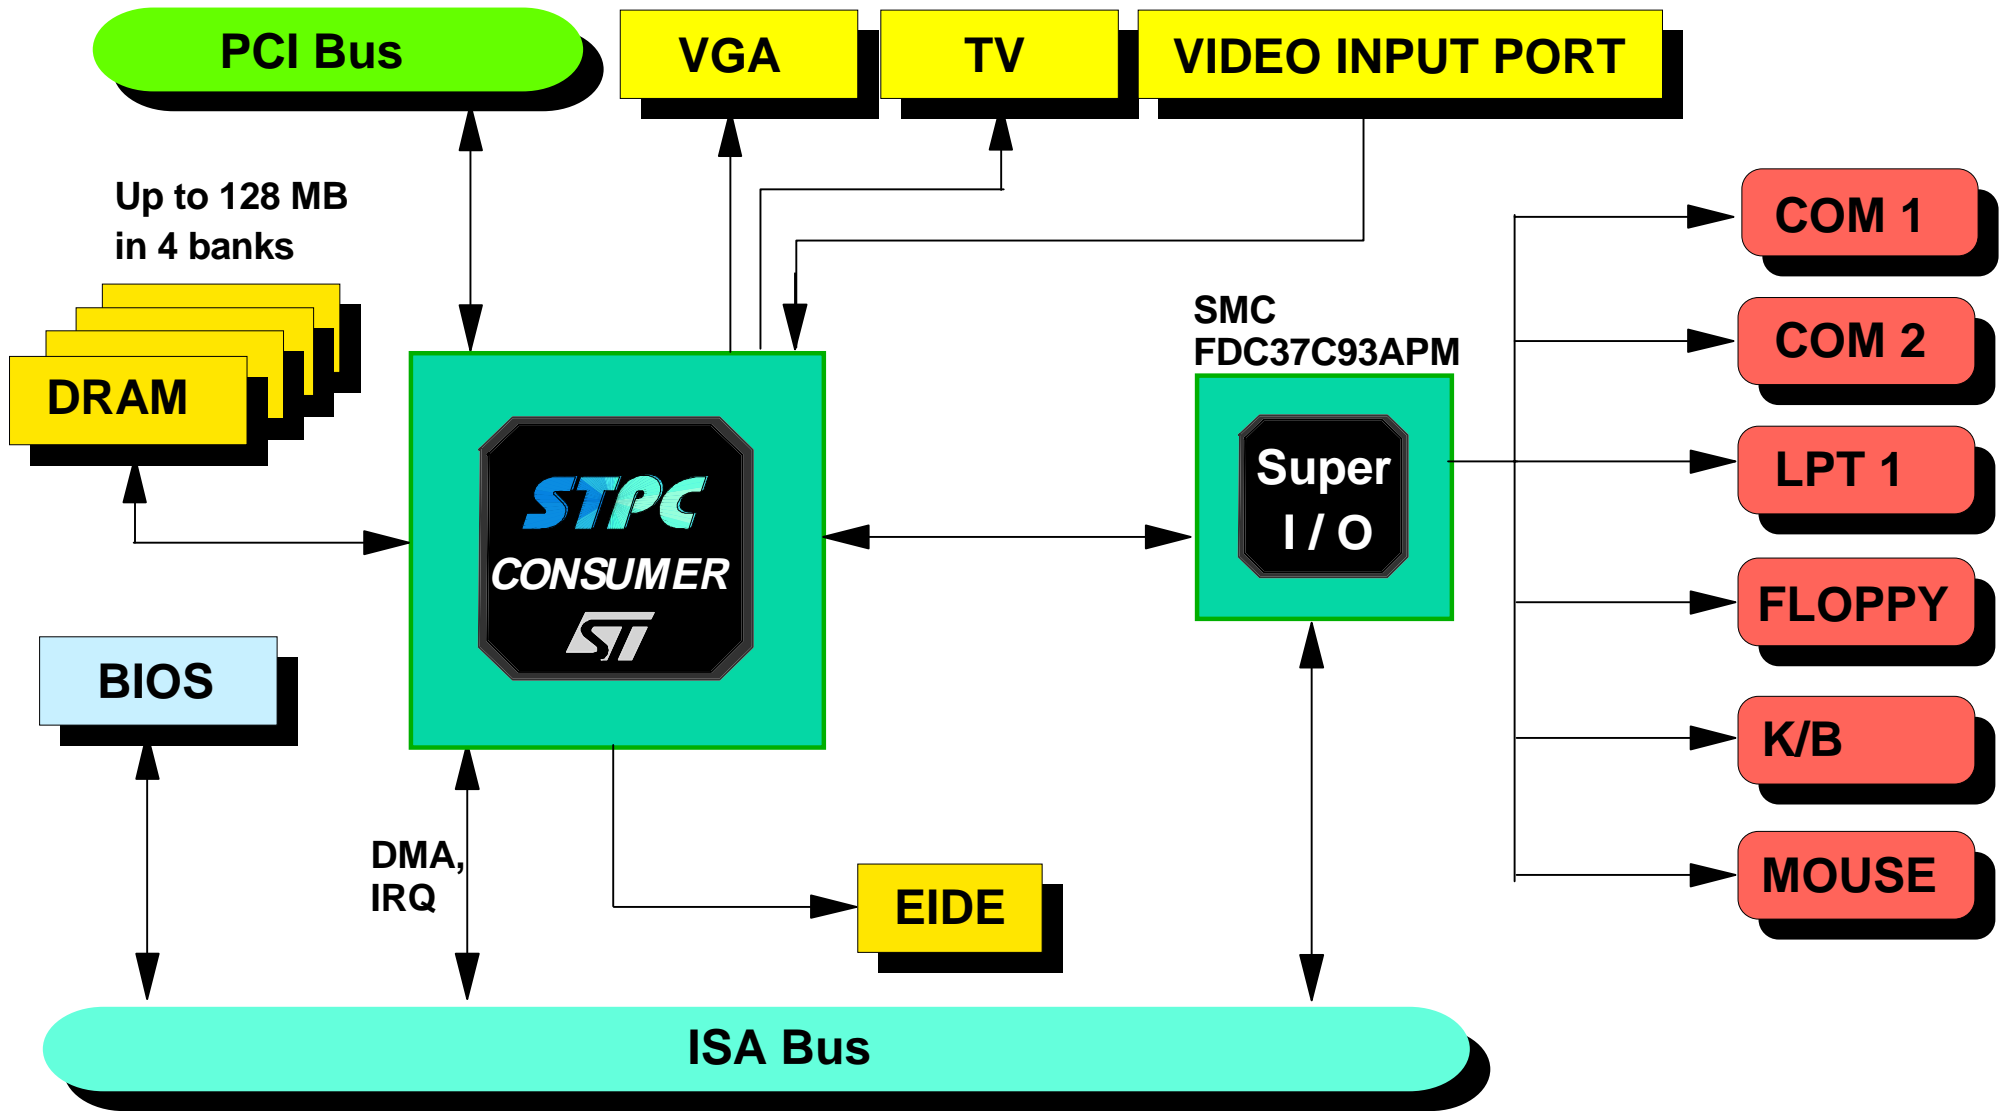 PCI Bus
VGA
TV
VIDEO INPUT PORT
Up to 128 MB
in 4 banks
DRAM
STPC
CONSUMER
ST
SMC
FDC37C93APM
Super
I / O
COM 1
COM 2
LPT 1
FLOPPY
K/B
MOUSE
BIOS
DMA,
IRQ
EIDE
ISA Bus